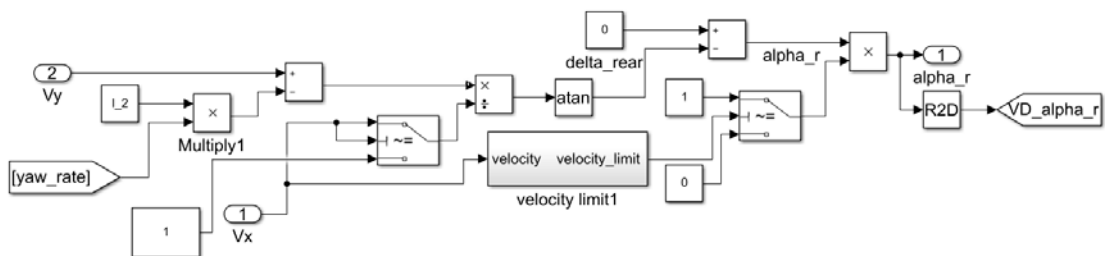 2
Vy
l_2
×
Multiply1
[yaw_rate]
1
1
Vx
+
−
~=
×
÷
atan
velocity velocity_limit
velocity limit1
0
delta_rear
+
−
alpha_r
1
~=
0
×
1
alpha_r
R2D
VD_alpha_r